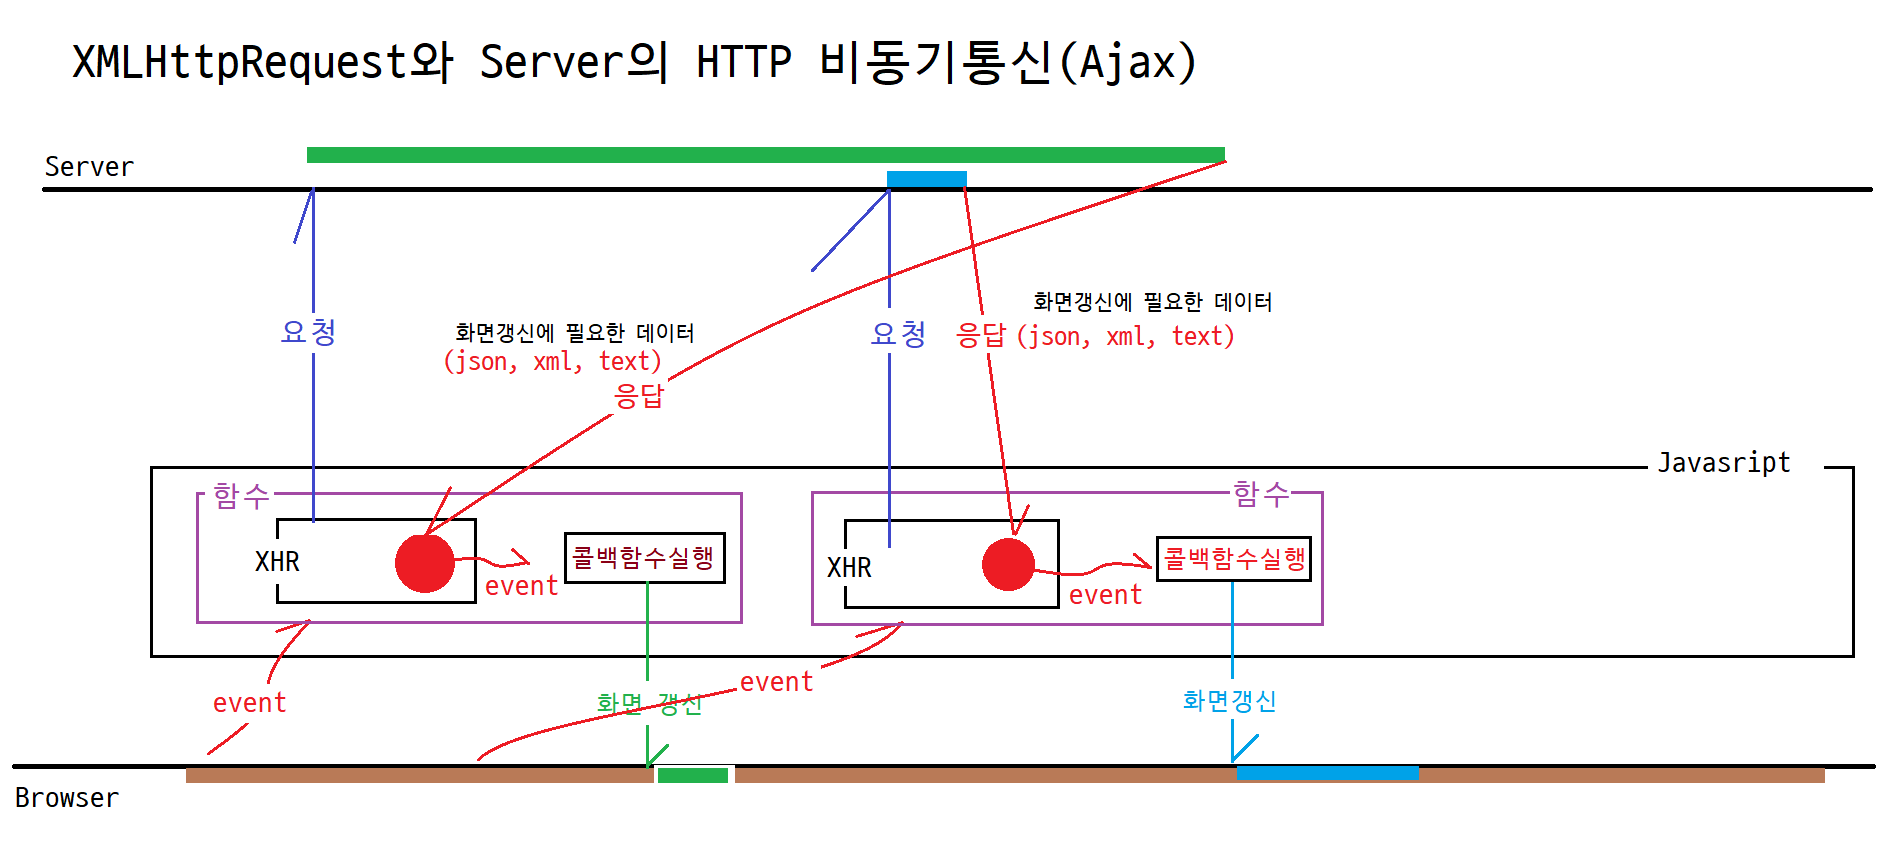 XMLHttpRequest와 Server의 HTTP 비동기통신(Ajax)
Server
요청
화면갱신에 필요한 데이터
(json, xml, text)
응답
요청
화면갱신에 필요한 데이터
응답 (json, xml, text)
Javasript
함수
XHR
콜백함수실행
event
함수
XHR
콜백함수실행
event
event
화면 갱신
event
화면갱신
Browser